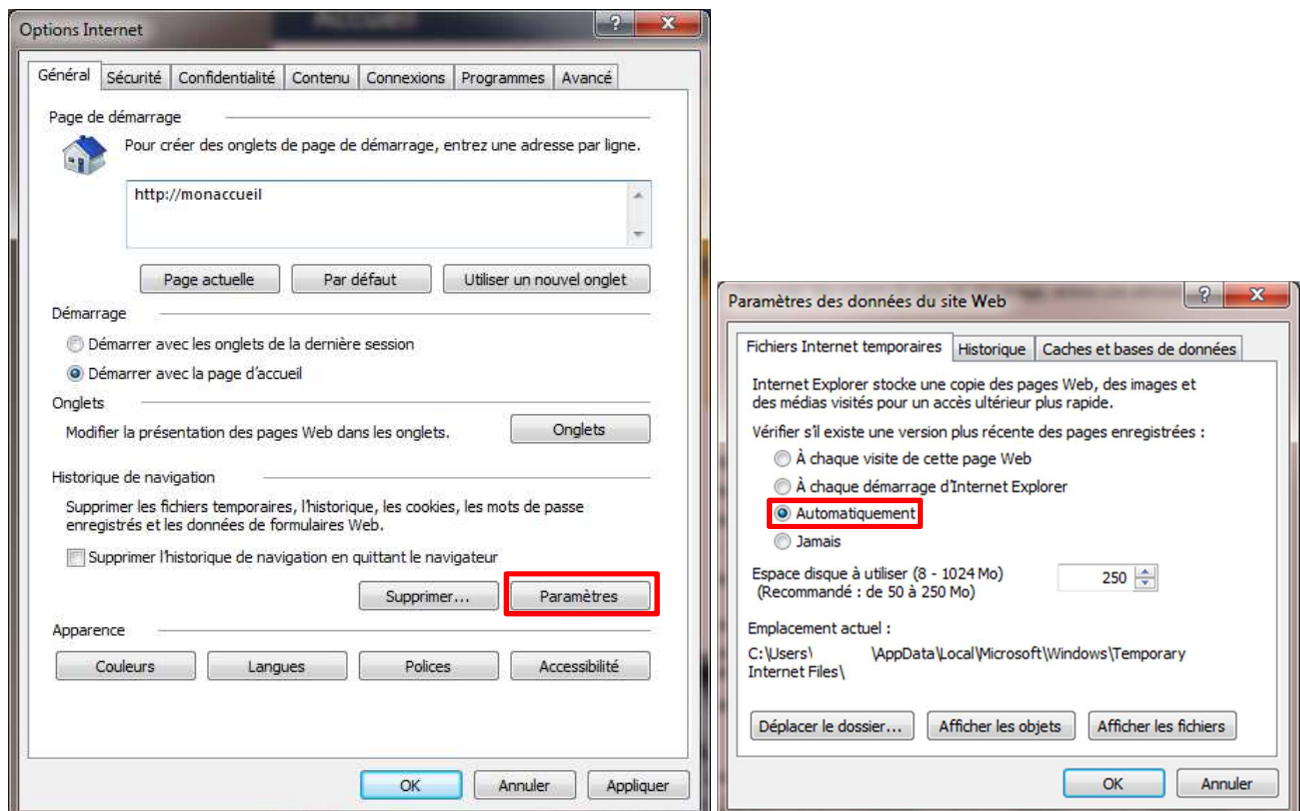 Accueil
Options Internet
Général Sécurité Confidentialité Contenu Connexions Programmes Avancé
Page de démarrage
Pour créer des onglets de page de démarrage, entrez une adresse par ligne.
http://monaccueil
Page actuelle Par défaut Utiliser un nouvel onglet
Démarrage
Démarrer avec les onglets de la dernière session
Démarrer avec la page d'accueil
Onglets
Modifier la présentation des pages Web dans les onglets. Onglets
Historique de navigation
Supprimer les fichiers temporaires, l'historique, les cookies, les mots de passe
enregistrés et les données de formulaires Web.
Supprimer l'historique de navigation en quittant le navigateur
Supprimer... Paramètres
Apparence
Couleurs Langues Polices Accessibilité
OK Annuler Appliquer
Paramètres des données du site Web
Fichiers Internet temporaires Historique Caches et bases de données
Internet Explorer stocke une copie des pages Web, des images et
des médias visités pour un accès ultérieur plus rapide.
Vérifier s'il existe une version plus récente des pages enregistrées :
À chaque visite de cette page Web
À chaque démarrage d'Internet Explorer
Automatiquement
Jamais
Espace disque à utiliser (8 - 1024 Mo) 250
(Recommandé : de 50 à 250 Mo)
Emplacement actuel :
C:\Users\ \AppData\Local\Microsoft\Windows\Temporary
Internet Files\
Déplacer le dossier... Afficher les objets Afficher les fichiers
OK Annuler